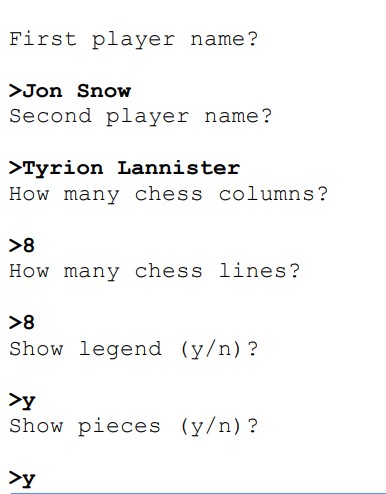 First player name?
>Jon Snow
Second player name?
>Tyrion Lannister
How many chess columns?
>8
How many chess lines?
>8
Show legend (y/n)?
>y
Show pieces (y/n)?
>y